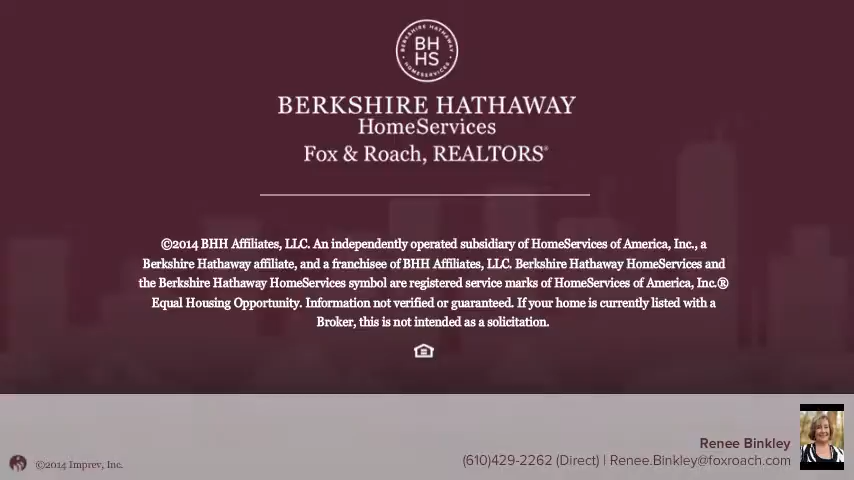 BERKSHIRE HATHAWAY
BH
HS
HOMESERVICES
BERKSHIRE HATHAWAY
HomeServices
Fox & Roach, REALTORS®
©2014 BHH Affiliates, LLC. An independently operated subsidiary of HomeServices of America, Inc., a
Berkshire Hathaway affiliate, and a franchisee of BHH Affiliates, LLC. Berkshire Hathaway HomeServices and
the Berkshire Hathaway HomeServices symbol are registered service marks of HomeServices of America, Inc.®
Equal Housing Opportunity. Information not verified or guaranteed. If your home is currently listed with a
Broker, this is not intended as a solicitation.
Renee Binkley
(610)429-2262 (Direct) | Renee.Binkley@foxroach.com
©2014 Imprev, Inc.